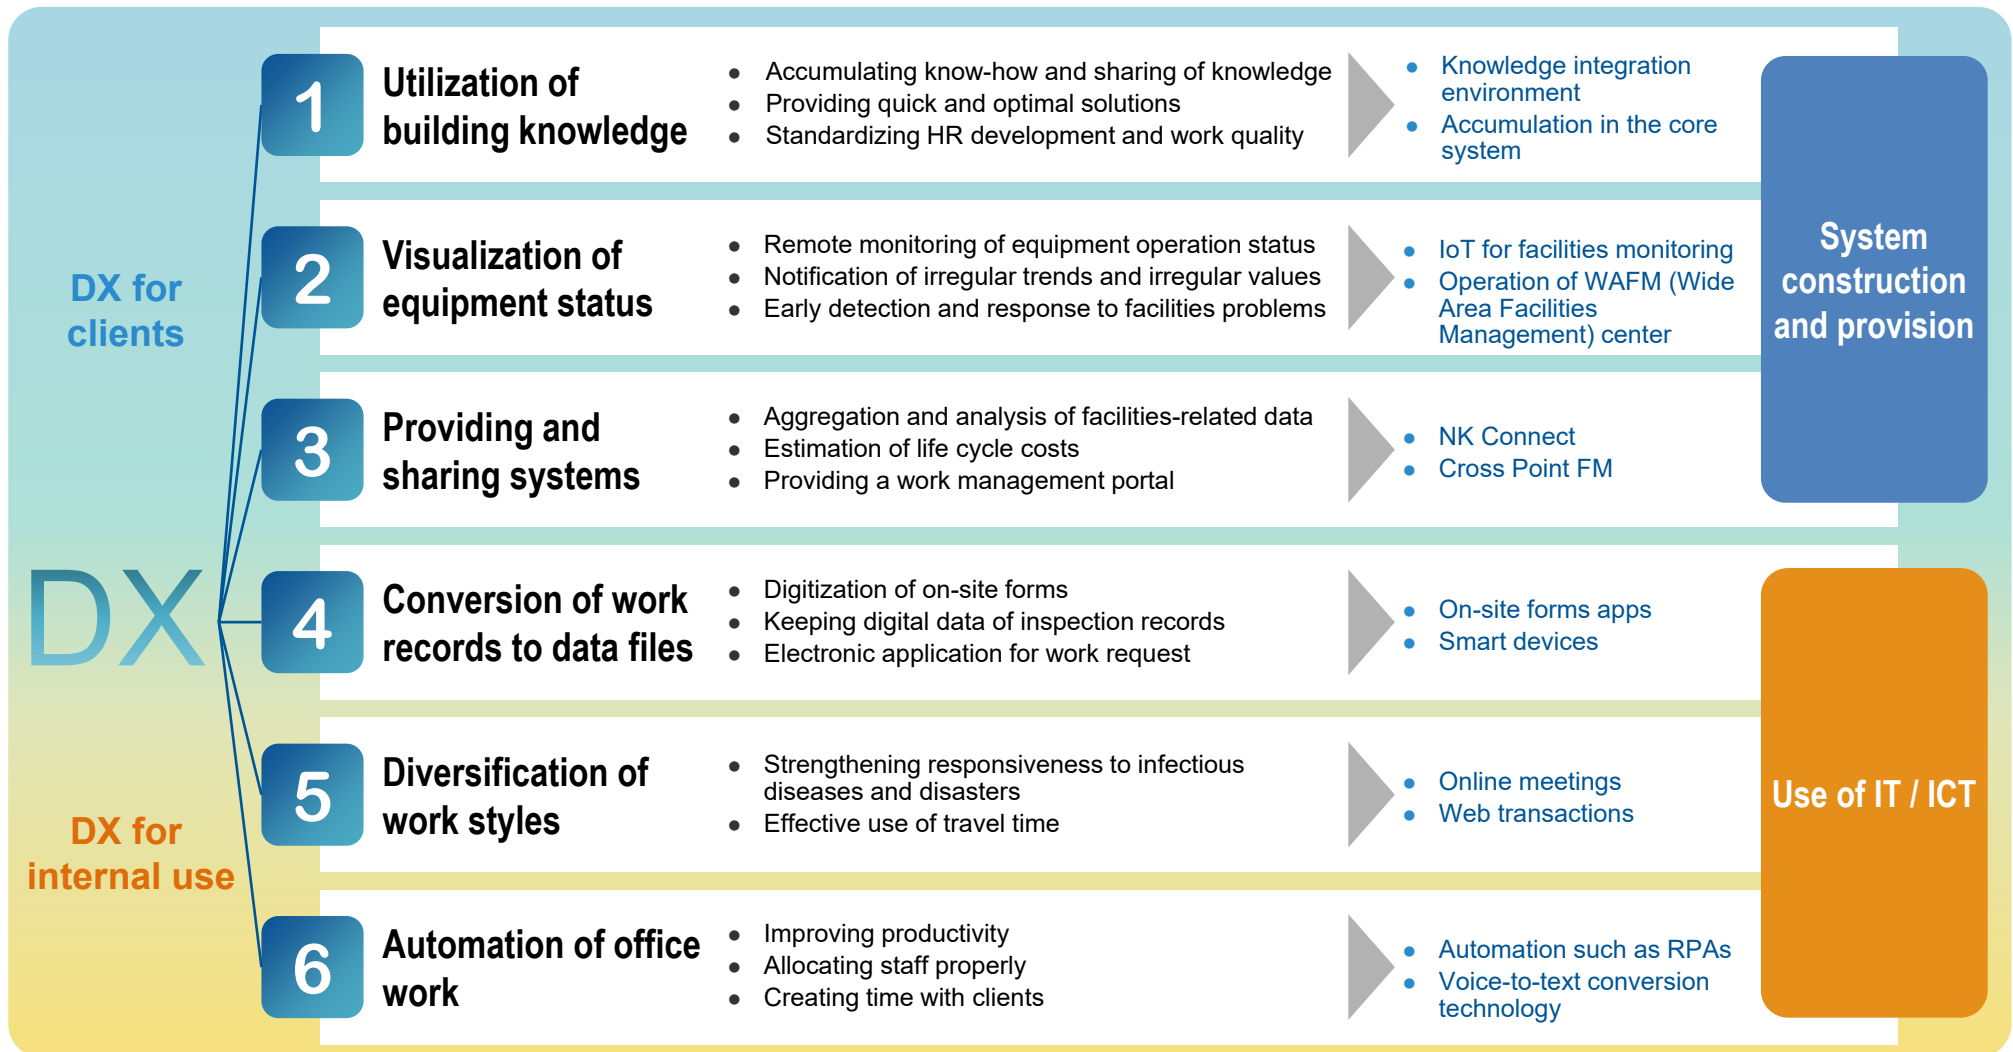 DX for
clients
DX
DX for
internal use
1
Utilization of
building knowledge
● Accumulating know-how and sharing of knowledge
● Providing quick and optimal solutions
● Standardizing HR development and work quality
● Knowledge integration
environment
● Accumulation in the core
system
2
Visualization of
equipment status
● Remote monitoring of equipment operation status
● Notification of irregular trends and irregular values
● Early detection and response to facilities problems
● IoT for facilities monitoring
● Operation of WAFM (Wide
Area Facilities
Management) center
3
Providing and
sharing systems
● Aggregation and analysis of facilities-related data
● Estimation of life cycle costs
● Providing a work management portal
● NK Connect
● Cross Point FM
System
construction
and provision
4
Conversion of work
records to data files
● Digitization of on-site forms
● Keeping digital data of inspection records
● Electronic application for work request
● On-site forms apps
● Smart devices
5
Diversification of
work styles
● Strengthening responsiveness to infectious
diseases and disasters
● Effective use of travel time
● Online meetings
● Web transactions
6
Automation of office
work
● Improving productivity
● Allocating staff properly
● Creating time with clients
● Automation such as RPAs
● Voice-to-text conversion
technology
Use of IT / ICT